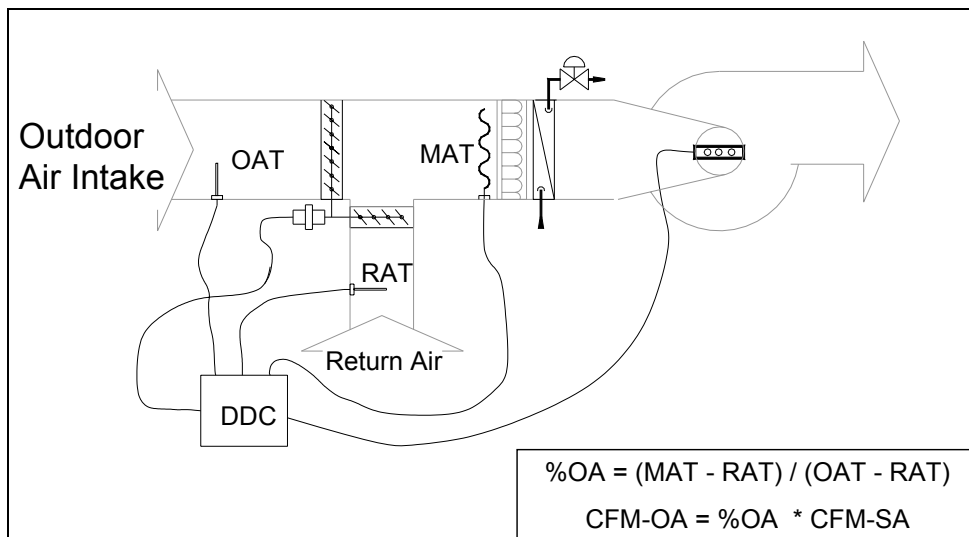 Outdoor
Air Intake
OAT
MAT
RAT
Return Air
DDC
%OA = (MAT - RAT) / (OAT - RAT)
CFM-OA = %OA * CFM-SA